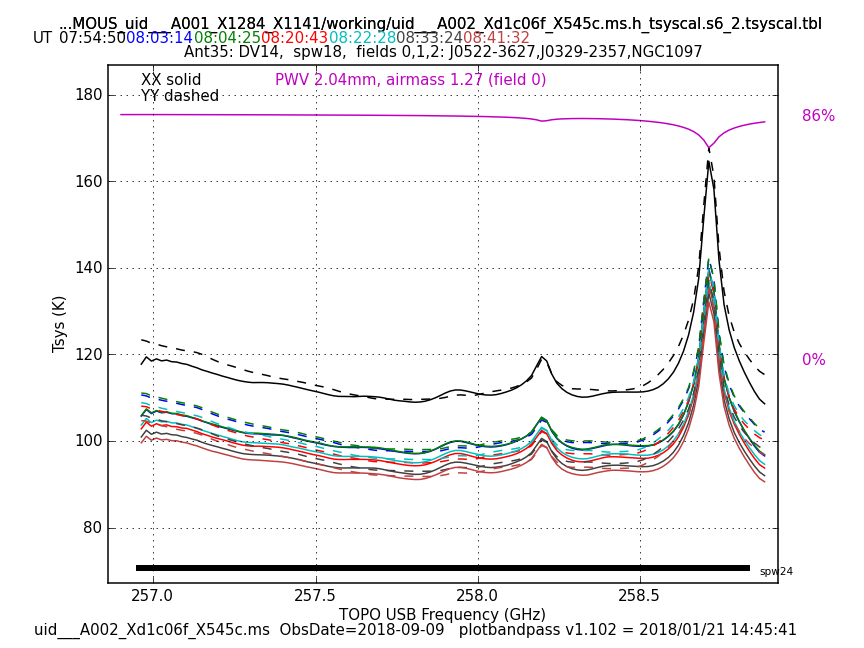 ...MOUS_uid___A001_X1284_X1141/working/uid___A002_Xd1c06f_X545c.ms.h_tsyscal.s6_2.tsyscal.tbl
UT 07:54:50 08:03:14 08:04:25 08:20:43 08:22:28 08:33:24 08:41:32
Ant35: DV14,  spw18,  fields 0,1,2: J0522-3627,J0329-2357,NGC1097
XX solid
YY dashed
PWV 2.04mm, airmass 1.27 (field 0)
86%
0%
180
160
140
120
100
80
Tsys (K)
spw24
257.0 257.5 258.0 258.5
TOPO USB Frequency (GHz)
uid___A002_Xd1c06f_X545c.ms  ObsDate=2018-09-09   plotbandpass v1.102 = 2018/01/21 14:45:41